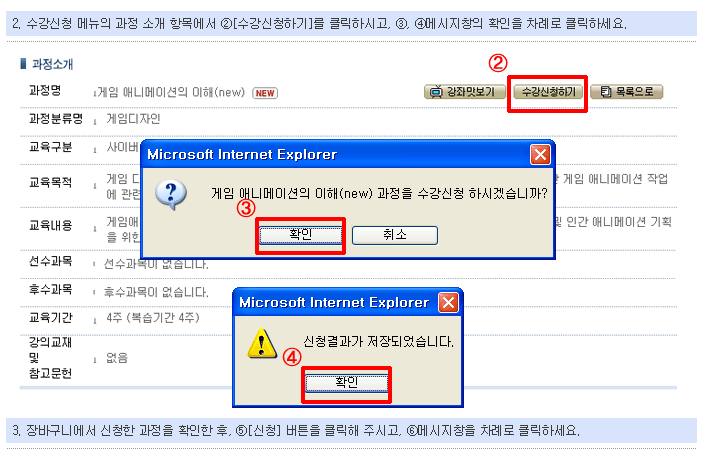 2. 수강신청 메뉴의 과정 소개 항목에서 ②[수강신청하기]를 클릭하시고, ③, ④메시지창의 확인을 차례로 클릭하세요.
과정소개
②
과정명 게임 애니메이션의 이해(new) NEW 강좌맛보기 수강신청하기 목록으로
과정분류명 게임디자인
교육구분 사이버
Microsoft Internet Explorer
교육목적 게임 게임 애니메이션 작업
에 관련
게임 애니메이션의 이해(new) 과정을 수강신청 하시겠습니까?
③
확인 취소
교육내용 게임애 및 인간 애니메이션 기획
을 위한
선수과목 선수과목이 없습니다.
후수과목 후수과목이 없습니다.
Microsoft Internet Explorer
교육기간 4주 (복습기간 4주)
신청결과가 저장되었습니다.
④
확인
강의교재
및
참고문헌
없음
3. 장바구니에서 신청한 과정을 확인한 후, ⑤[신청] 버튼을 클릭해 주시고, ⑥메시지창을 차례로 클릭하세요.